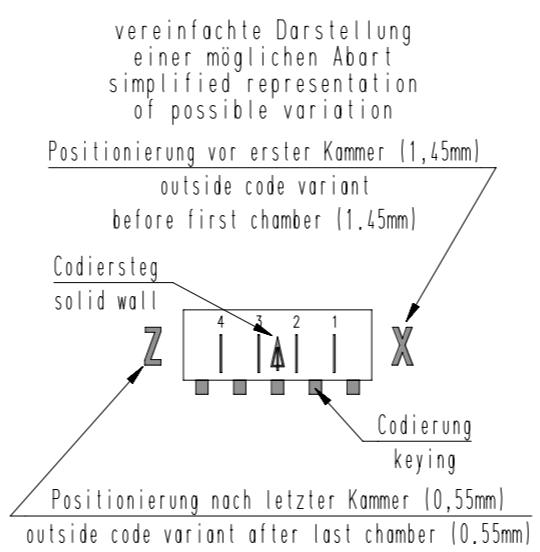 vereinfachte Darstellung
einer möglichen Abart
simplified representation
of possible variation
Positionierung vor erster Kammer (1,45mm)
outside code variant
before first chamber (1.45mm)
Codiersteg
solid wall
4 3 2 1
Z X
Codierung
keying
Positionierung nach letzter Kammer (0,55mm)
outside code variant after last chamber (0,55mm)